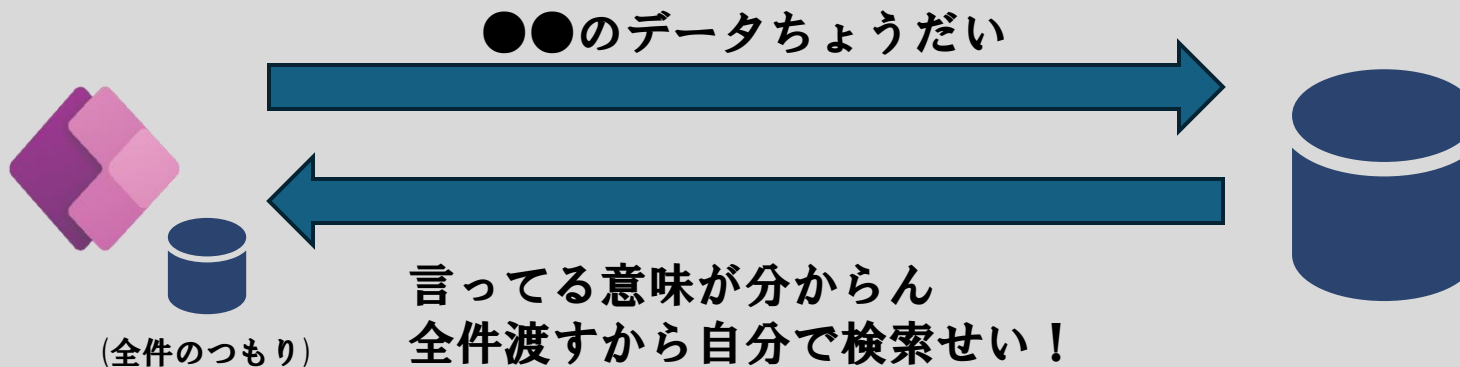 ●●のデータちょうだい
言ってる意味が分からん
全件渡すから自分で検索せい！
(全件のつもり)